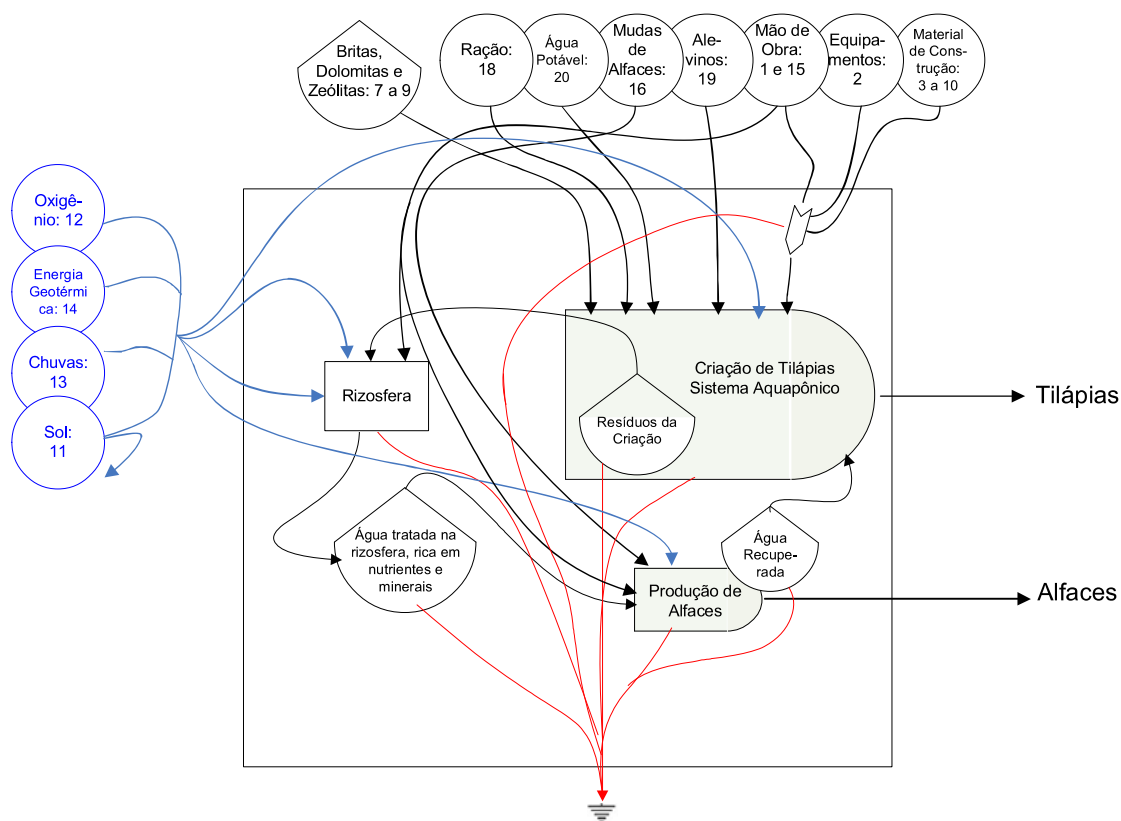 Britas,
Dolomitas e
Zeólitas: 7 a 9
Ração:
18
Água
Potável:
20
Mudas
de
Alfaces:
16
Ale-
vinos:
19
Mão de
Obra:
1 e 15
Equipa-
mentos:
2
Material
de Cons-
trução:
3 a 10
Oxigê-
nio: 12
Energia
Geotérmi
ca: 14
Chuvas:
13
Sol:
11
Rizosfera
Criação de Tilápias
Sistema Aquapônico
Resíduos da
Criação
Tilápias
Água tratada na
rizosfera, rica em
nutrientes e
minerais
Água
Recupe-
rada
Produção de
Alfaces
Alfaces